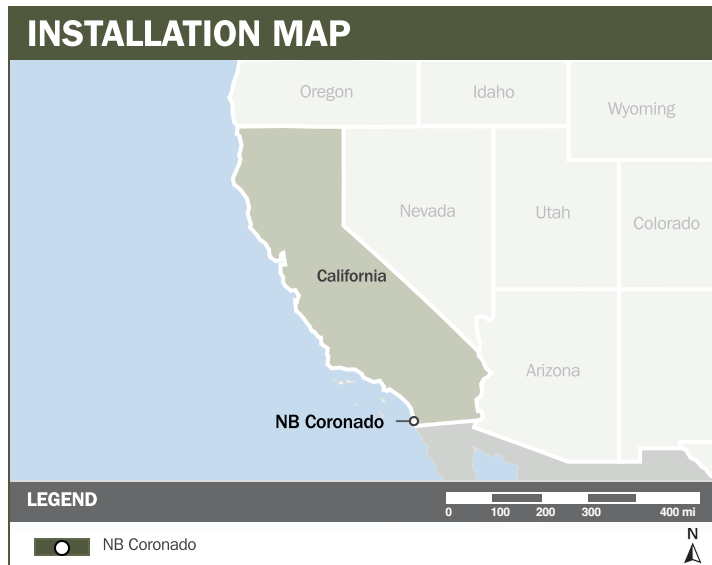 INSTALLATION MAP
Oregon
Idaho
Wyoming
Nevada
Utah
Colorado
California
Arizona
NB Coronado
LEGEND
0 100 200 300 400 mi
NB Coronado
N